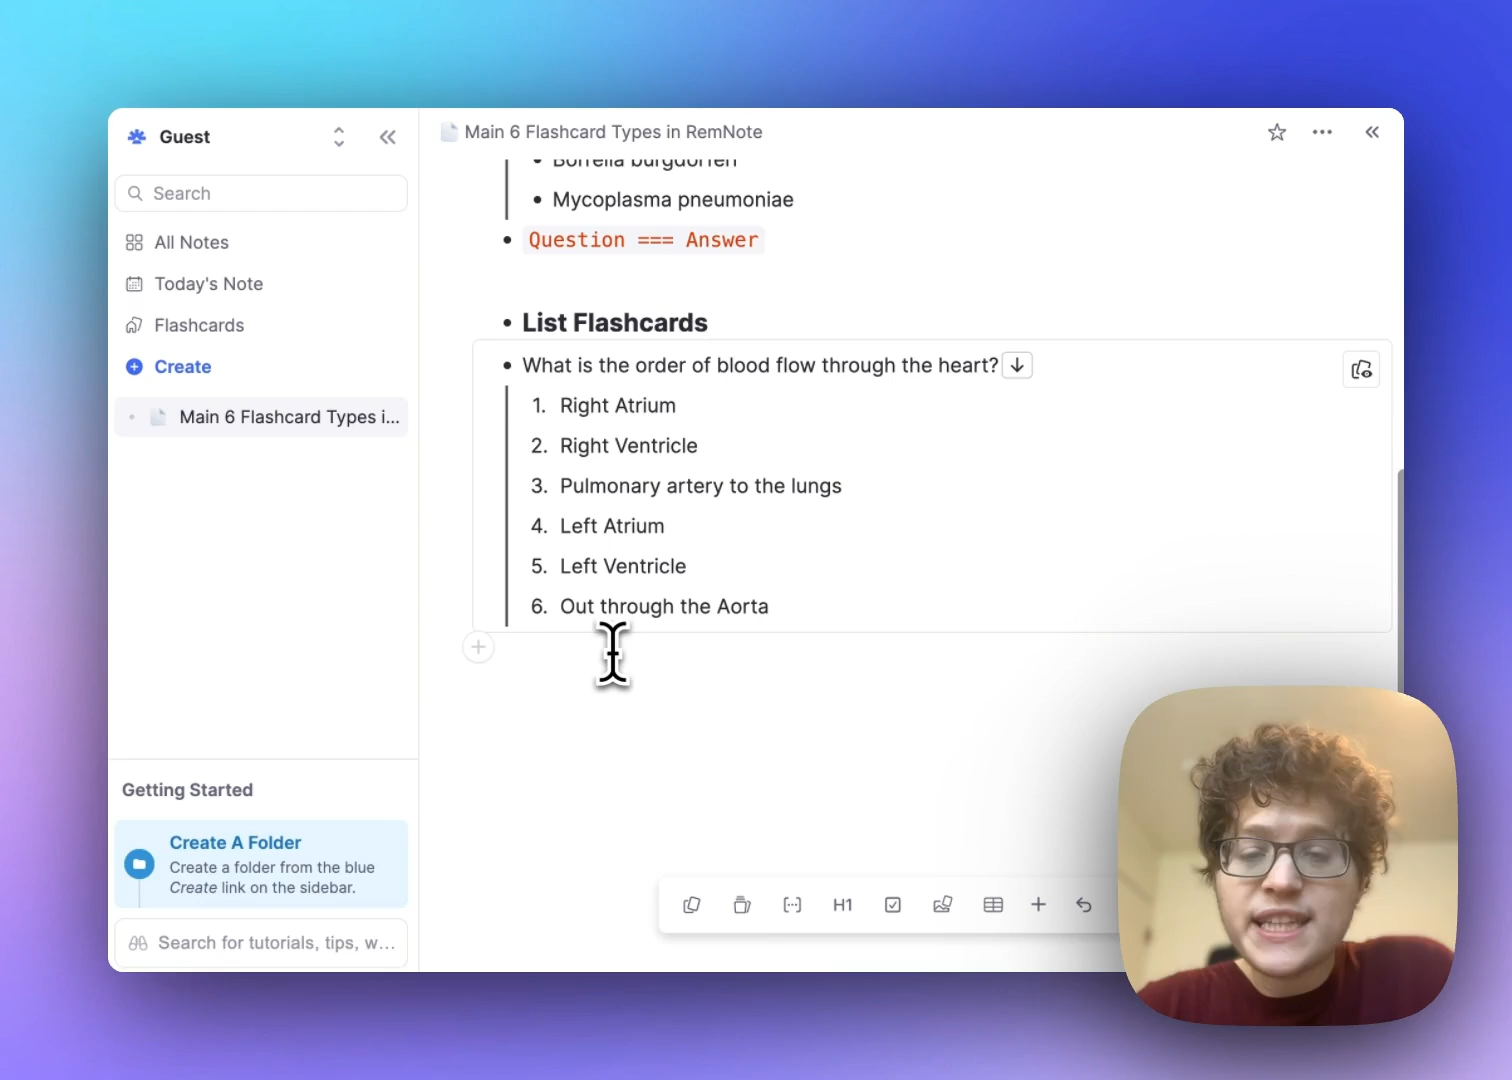 Guest
Search
All Notes
Today's Note
Flashcards
Create
Main 6 Flashcard Types i...
Getting Started
Create A Folder
Create a folder from the blue
Create link on the sidebar.
Search for tutorials, tips, w...
Main 6 Flashcard Types in RemNote
Borrelia burgdorferi
Mycoplasma pneumoniae
Question === Answer
List Flashcards
What is the order of blood flow through the heart?
1. Right Atrium
2. Right Ventricle
3. Pulmonary artery to the lungs
4. Left Atrium
5. Left Ventricle
6. Out through the Aorta
H1